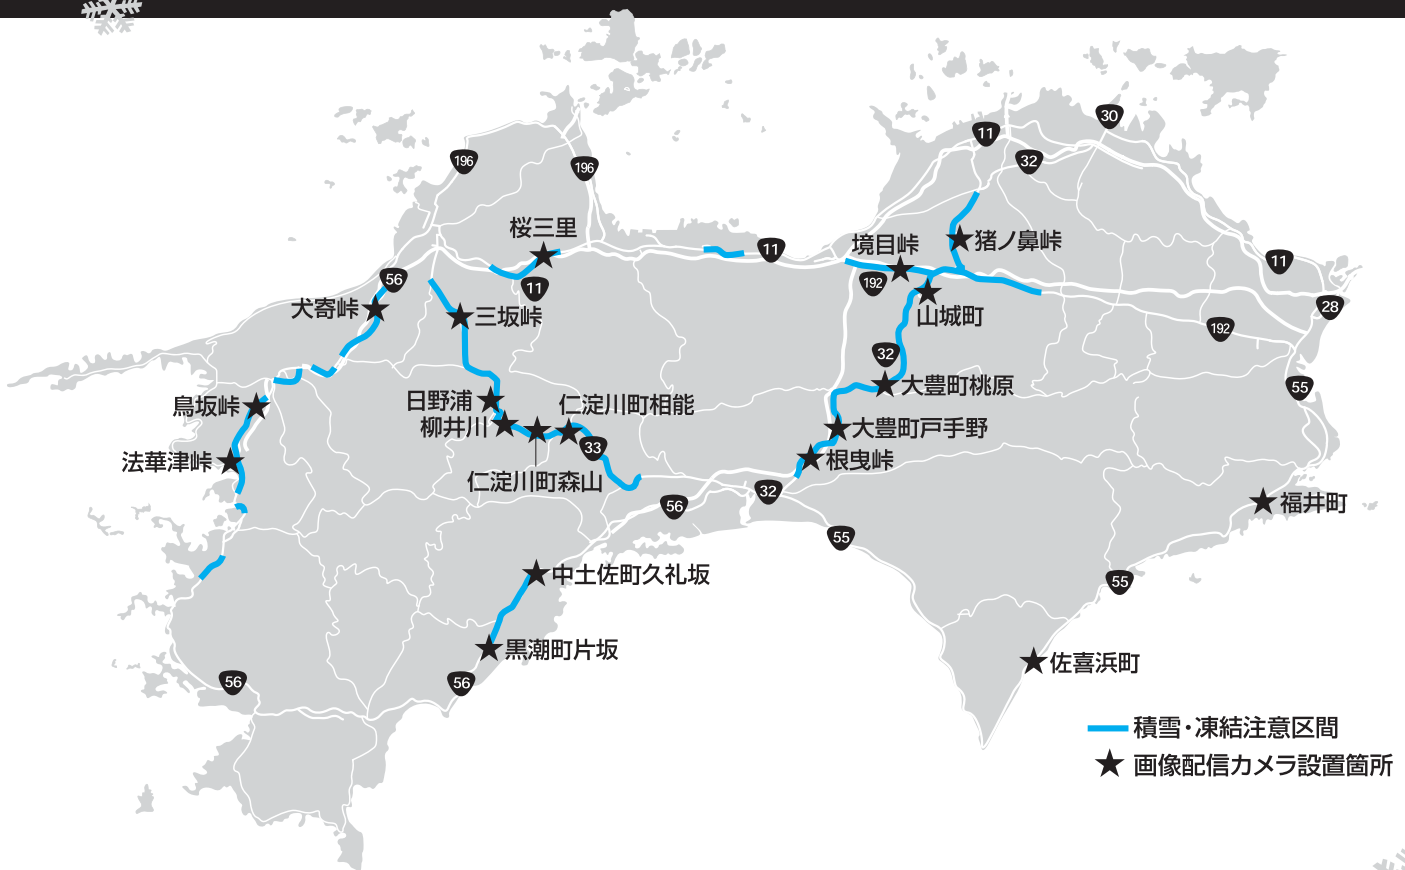 30
11
32
196
196
桜三里
境目峠
猪ノ鼻峠
11
11
56
192
11
犬寄峠
三坂峠
山城町
28
192
32
大豊町桃原
55
鳥坂峠
日野浦
仁淀川町相能
柳井川
大豊町戸手野
33
法華津峠
根曳峠
仁淀川町森山
32
56
福井町
55
中土佐町久礼坂
55
黒潮町片坂
佐喜浜町
56
56
積雪・凍結注意区間
画像配信カメラ設置箇所